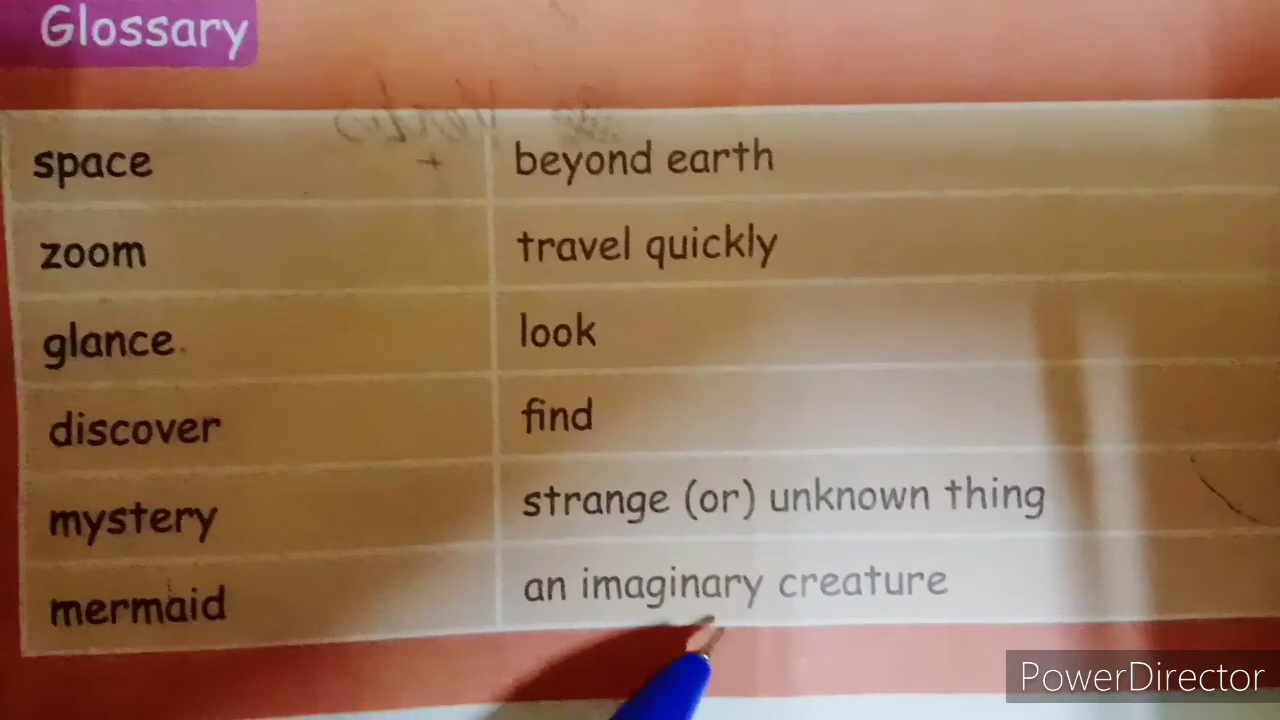 Glossary
space beyond earth
zoom travel quickly
glance look
discover find
mystery strange (or) unknown thing
mermaid an imaginary creature
PowerDirector